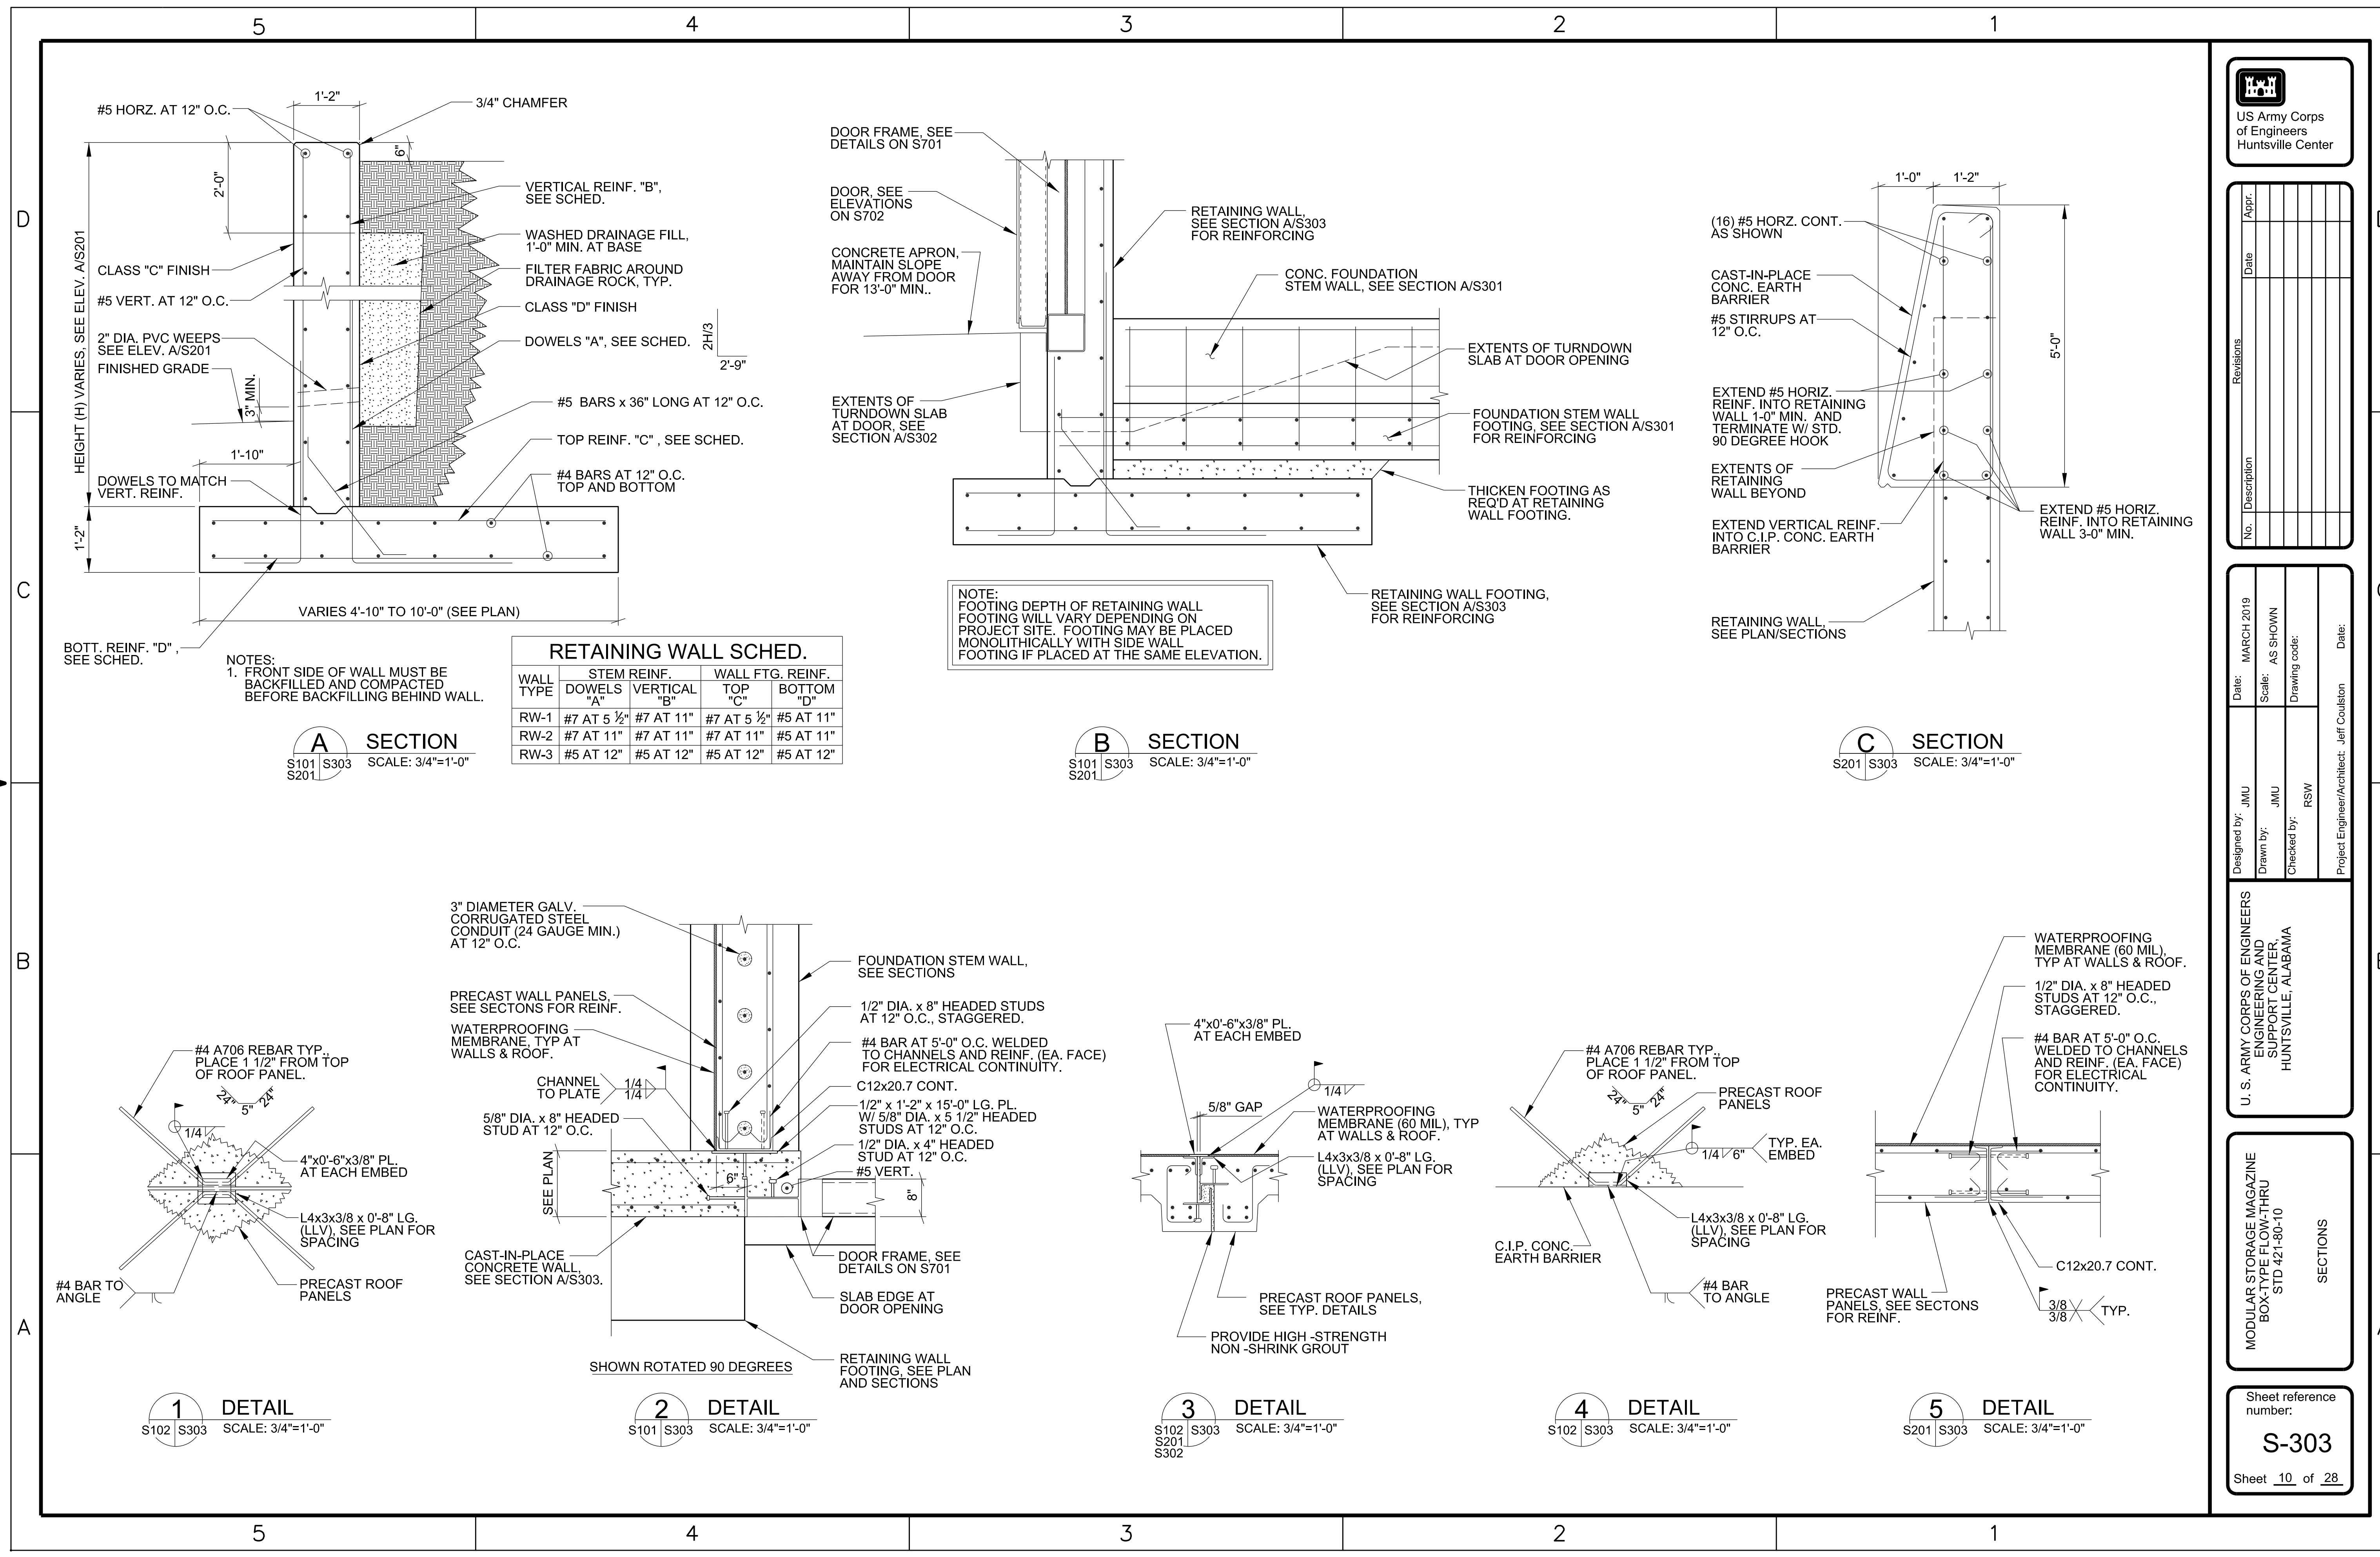 5
4
3
2
1
D
C
B
A
#5 HORZ. AT 12" O.C.
1'-2"
3/4" CHAMFER
6"
2'-0"
VERTICAL REINF. "B",
SEE SCHED.
WASHED DRAINAGE FILL,
1'-0" MIN. AT BASE
CLASS "C" FINISH
FILTER FABRIC AROUND
DRAINAGE ROCK, TYP.
#5 VERT. AT 12" O.C.
CLASS "D" FINISH
2" DIA. PVC WEEPS
SEE ELEV. A/S201
DOWELS "A", SEE SCHED.
2H/3
2'-9"
FINISHED GRADE
3" MIN.
HEIGHT (H) VARIES, SEE ELEV. A/S201
#5 BARS x 36" LONG AT 12" O.C.
TOP REINF. "C" , SEE SCHED.
1'-10"
#4 BARS AT 12" O.C.
TOP AND BOTTOM
DOWELS TO MATCH
VERT. REINF.
1'-2"
VARIES 4'-10" TO 10'-0" (SEE PLAN)
BOTT. REINF. "D" ,
SEE SCHED.
NOTES:
1. FRONT SIDE OF WALL MUST BE
BACKFILLED AND COMPACTED
BEFORE BACKFILLING BEHIND WALL.
A SECTION
S101 S303 SCALE: 3/4"=1'-0"
S201
RETAINING WALL SCHED.
WALL TYPE STEM REINF. WALL FTG. REINF.
DOWELS "A" VERTICAL "B" TOP "C" BOTTOM "D"
RW-1 #7 AT 5 ½" #7 AT 11" #7 AT 5 ½" #5 AT 11"
RW-2 #7 AT 11" #7 AT 11" #7 AT 11" #5 AT 11"
RW-3 #5 AT 12" #5 AT 12" #5 AT 12" #5 AT 12"
DOOR FRAME, SEE
DETAILS ON S701
DOOR, SEE
ELEVATIONS
ON S702
CONCRETE APRON,
MAINTAIN SLOPE
AWAY FROM DOOR
FOR 13'-0" MIN..
RETAINING WALL,
SEE SECTION A/S303
FOR REINFORCING
CONC. FOUNDATION
STEM WALL, SEE SECTION A/S301
EXTENTS OF TURNDOWN
SLAB AT DOOR OPENING
EXTENTS OF
TURNDOWN SLAB
AT DOOR, SEE
SECTION A/S302
FOUNDATION STEM WALL
FOOTING, SEE SECTION A/S301
FOR REINFORCING
THICKEN FOOTING AS
REQ'D AT RETAINING
WALL FOOTING.
RETAINING WALL FOOTING,
SEE SECTION A/S303
FOR REINFORCING
NOTE:
FOOTING DEPTH OF RETAINING WALL
FOOTING WILL VARY DEPENDING ON
PROJECT SITE. FOOTING MAY BE PLACED
MONOLITHICALLY WITH SIDE WALL
FOOTING IF PLACED AT THE SAME ELEVATION.
B SECTION
S101 S303 SCALE: 3/4"=1'-0"
S201
1'-0"
1'-2"
(16) #5 HORZ. CONT.
AS SHOWN
CAST-IN-PLACE
CONC. EARTH
BARRIER
#5 STIRRUPS AT
12" O.C.
5'-0"
EXTEND #5 HORIZ.
REINF. INTO RETAINING
WALL 1-0" MIN. AND
TERMINATE W/ STD.
90 DEGREE HOOK
EXTENTS OF
RETAINING
WALL BEYOND
EXTEND VERTICAL REINF.
INTO C.I.P. CONC. EARTH
BARRIER
EXTEND #5 HORIZ.
REINF. INTO RETAINING
WALL 3-0" MIN.
RETAINING WALL,
SEE PLAN/SECTIONS
C SECTION
S201 S303 SCALE: 3/4"=1'-0"
#4 A706 REBAR TYP.,
PLACE 1 1/2" FROM TOP
OF ROOF PANEL.
24" 5" 24"
1/4
4"x0'-6"x3/8" PL.
AT EACH EMBED
L4x3x3/8 x 0'-8" LG.
(LLV), SEE PLAN FOR
SPACING
#4 BAR TO
ANGLE
PRECAST ROOF
PANELS
1 DETAIL
S102 S303 SCALE: 3/4"=1'-0"
3" DIAMETER GALV.
CORRUGATED STEEL
CONDUIT (24 GAUGE MIN.)
AT 12" O.C.
PRECAST WALL PANELS,
SEE SECTONS FOR REINF.
WATERPROOFING
MEMBRANE, TYP AT
WALLS & ROOF.
CHANNEL
TO PLATE
1/4
1/4
5/8" DIA. x 8" HEADED
STUD AT 12" O.C.
SEE PLAN
6"
8"
CAST-IN-PLACE
CONCRETE WALL,
SEE SECTION A/S303.
FOUNDATION STEM WALL,
SEE SECTIONS
1/2" DIA. x 8" HEADED STUDS
AT 12" O.C., STAGGERED.
#4 BAR AT 5'-0" O.C. WELDED
TO CHANNELS AND REINF. (EA. FACE)
FOR ELECTRICAL CONTINUITY.
C12x20.7 CONT.
1/2" x 1'-2" x 15'-0" LG. PL.
W/ 5/8" DIA. x 5 1/2" HEADED
STUDS AT 12" O.C.
1/2" DIA. x 4" HEADED
STUD AT 12" O.C.
#5 VERT.
DOOR FRAME, SEE
DETAILS ON S701
SLAB EDGE AT
DOOR OPENING
RETAINING WALL
FOOTING, SEE PLAN
AND SECTIONS
SHOWN ROTATED 90 DEGREES
2 DETAIL
S101 S303 SCALE: 3/4"=1'-0"
4"x0'-6"x3/8" PL.
AT EACH EMBED
1/4
5/8" GAP
WATERPROOFING
MEMBRANE (60 MIL), TYP
AT WALLS & ROOF.
L4x3x3/8 x 0'-8" LG.
(LLV), SEE PLAN FOR
SPACING
PRECAST ROOF PANELS,
SEE TYP. DETAILS
PROVIDE HIGH -STRENGTH
NON -SHRINK GROUT
3 DETAIL
S102 S303 SCALE: 3/4"=1'-0"
S201
S302
#4 A706 REBAR TYP.,
PLACE 1 1/2" FROM TOP
OF ROOF PANEL.
24" 5" 24"
PRECAST ROOF
PANELS
1/4 6"
TYP. EA.
EMBED
L4x3x3/8 x 0'-8" LG.
(LLV), SEE PLAN FOR
SPACING
C.I.P. CONC.
EARTH BARRIER
#4 BAR
TO ANGLE
4 DETAIL
S102 S303 SCALE: 3/4"=1'-0"
WATERPROOFING
MEMBRANE (60 MIL),
TYP AT WALLS & ROOF.
1/2" DIA. x 8" HEADED
STUDS AT 12" O.C.,
STAGGERED.
#4 BAR AT 5'-0" O.C.
WELDED TO CHANNELS
AND REINF. (EA. FACE)
FOR ELECTRICAL
CONTINUITY.
C12x20.7 CONT.
PRECAST WALL
PANELS, SEE SECTONS
FOR REINF.
3/8
3/8
TYP.
5 DETAIL
S201 S303 SCALE: 3/4"=1'-0"
US Army Corps
of Engineers
Huntsville Center
No. Description Revisions Date Appr.
Designed by: JMU
Date: MARCH 2019
Drawn by: JMU
Scale: AS SHOWN
Checked by: RSW
Drawing code:
Project Engineer/Architect: Jeff Coulston
Date:
U. S. ARMY CORPS OF ENGINEERS
ENGINEERING AND
SUPPORT CENTER,
HUNTSVILLE, ALABAMA
MODULAR STORAGE MAGAZINE
BOX-TYPE FLOW-THRU
STD 421-80-10
SECTIONS
Sheet reference
number:
S-303
Sheet 10 of 28
5
4
3
2
1